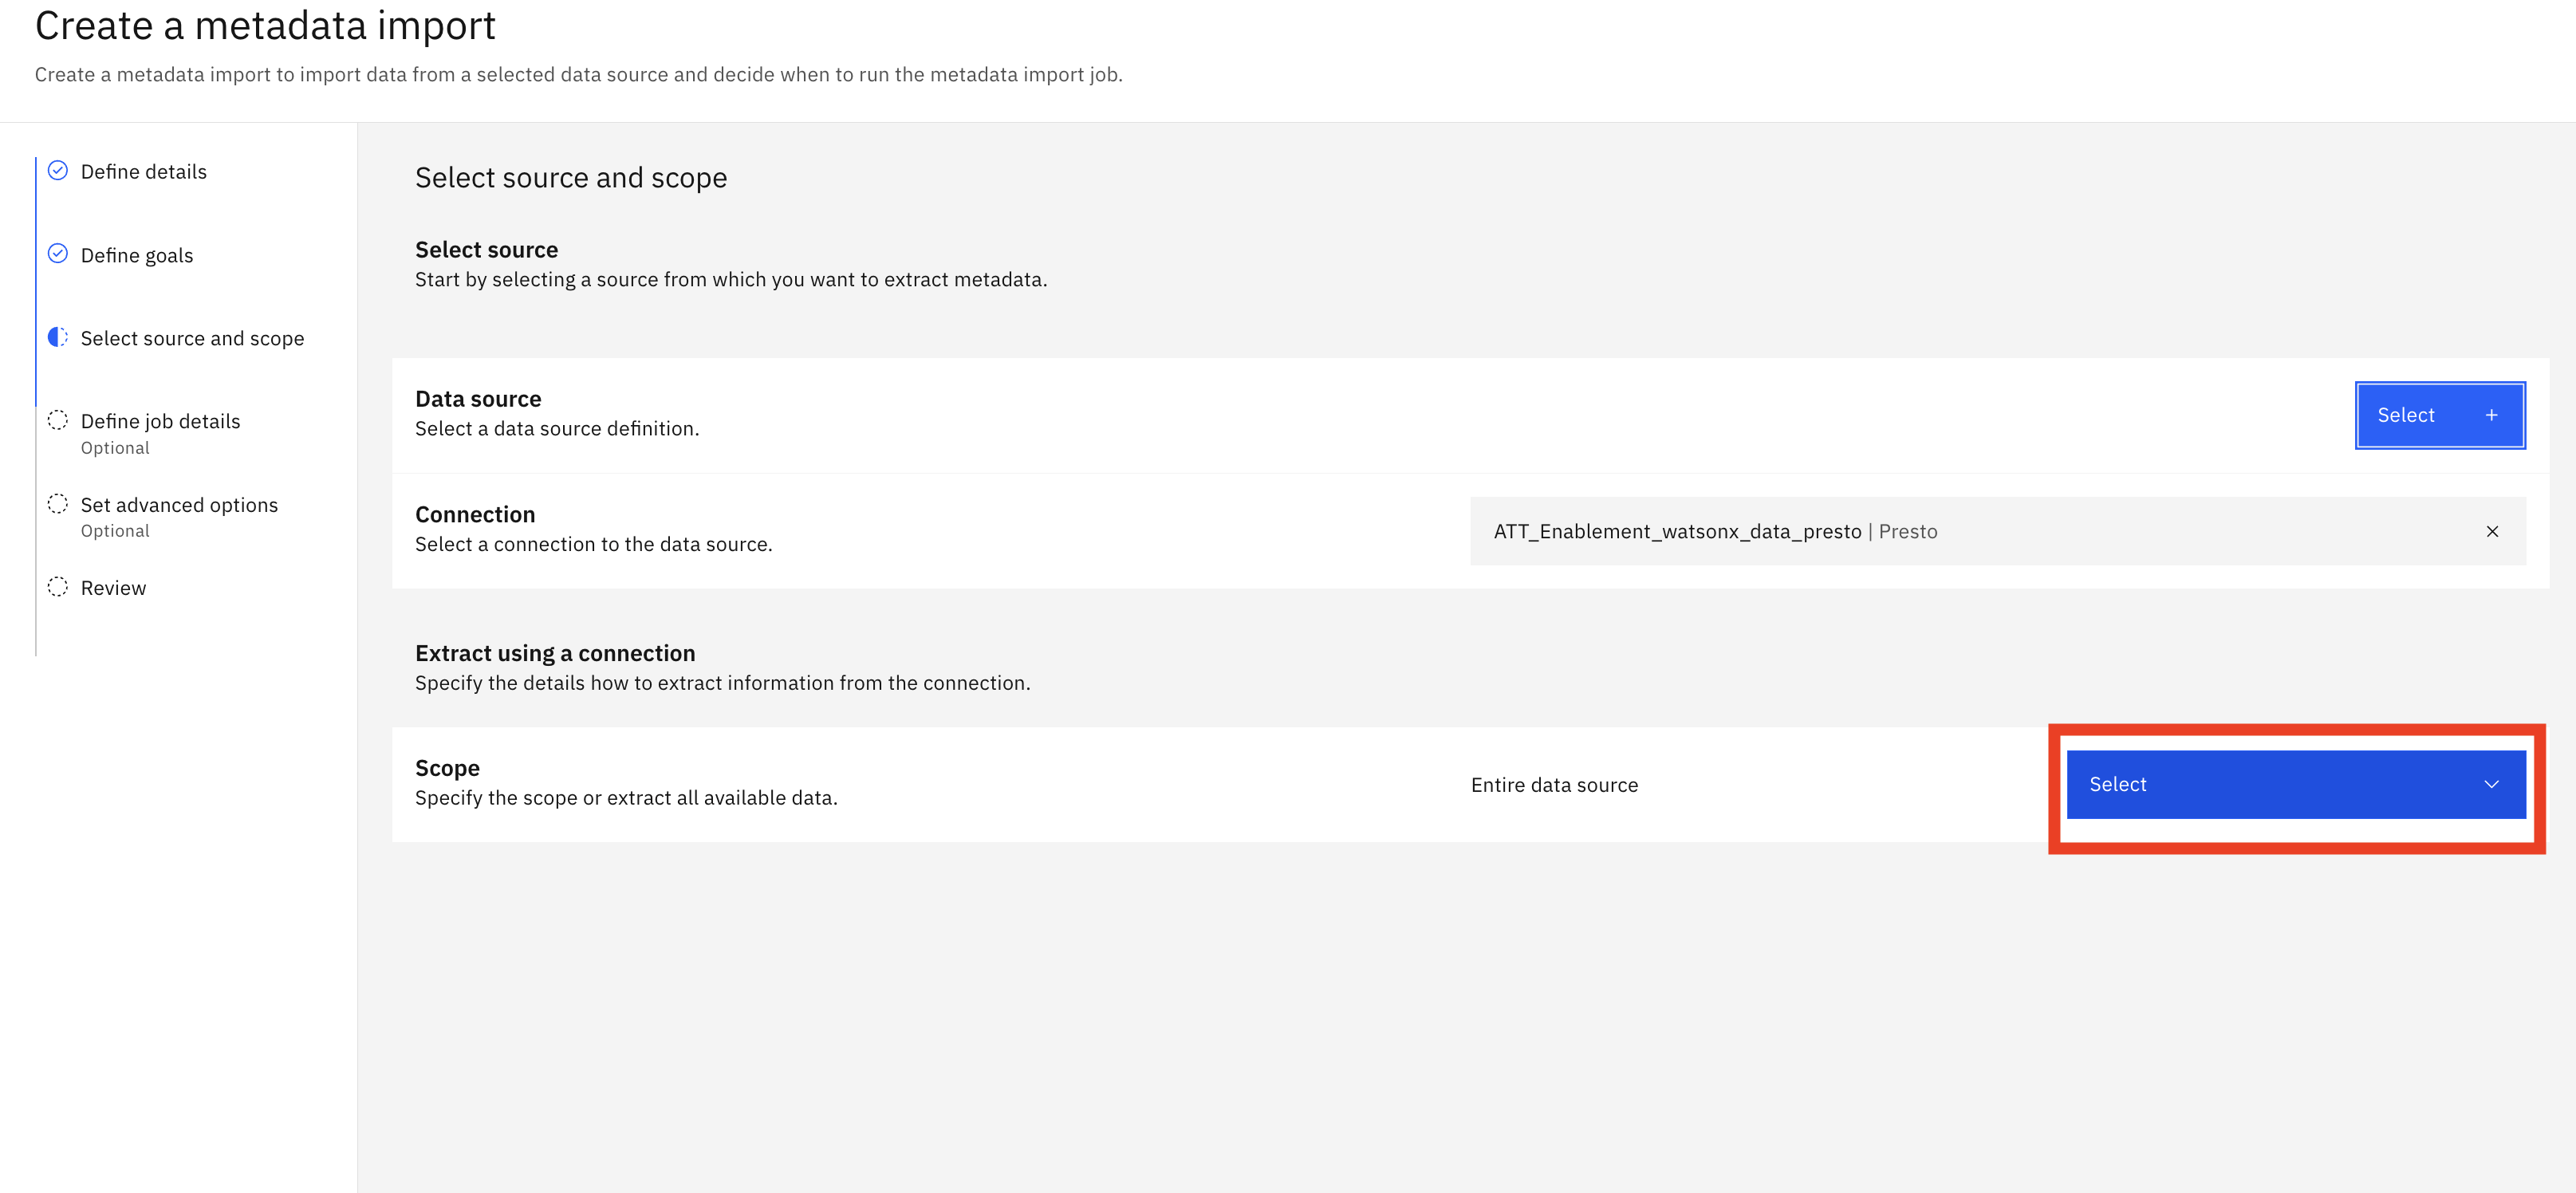 Create a metadata import
Create a metadata import to import data from a selected data source and decide when to run the metadata import job.
Define details
Define goals
Select source and scope
Define job details
Optional
Set advanced options
Optional
Review
Select source and scope
Select source
Start by selecting a source from which you want to extract metadata.
Data source
Select a data source definition.
Select
Connection
Select a connection to the data source.
ATT_Enablement_watsonx_data_presto | Presto
Extract using a connection
Specify the details how to extract information from the connection.
Scope
Specify the scope or extract all available data.
Entire data source
Select